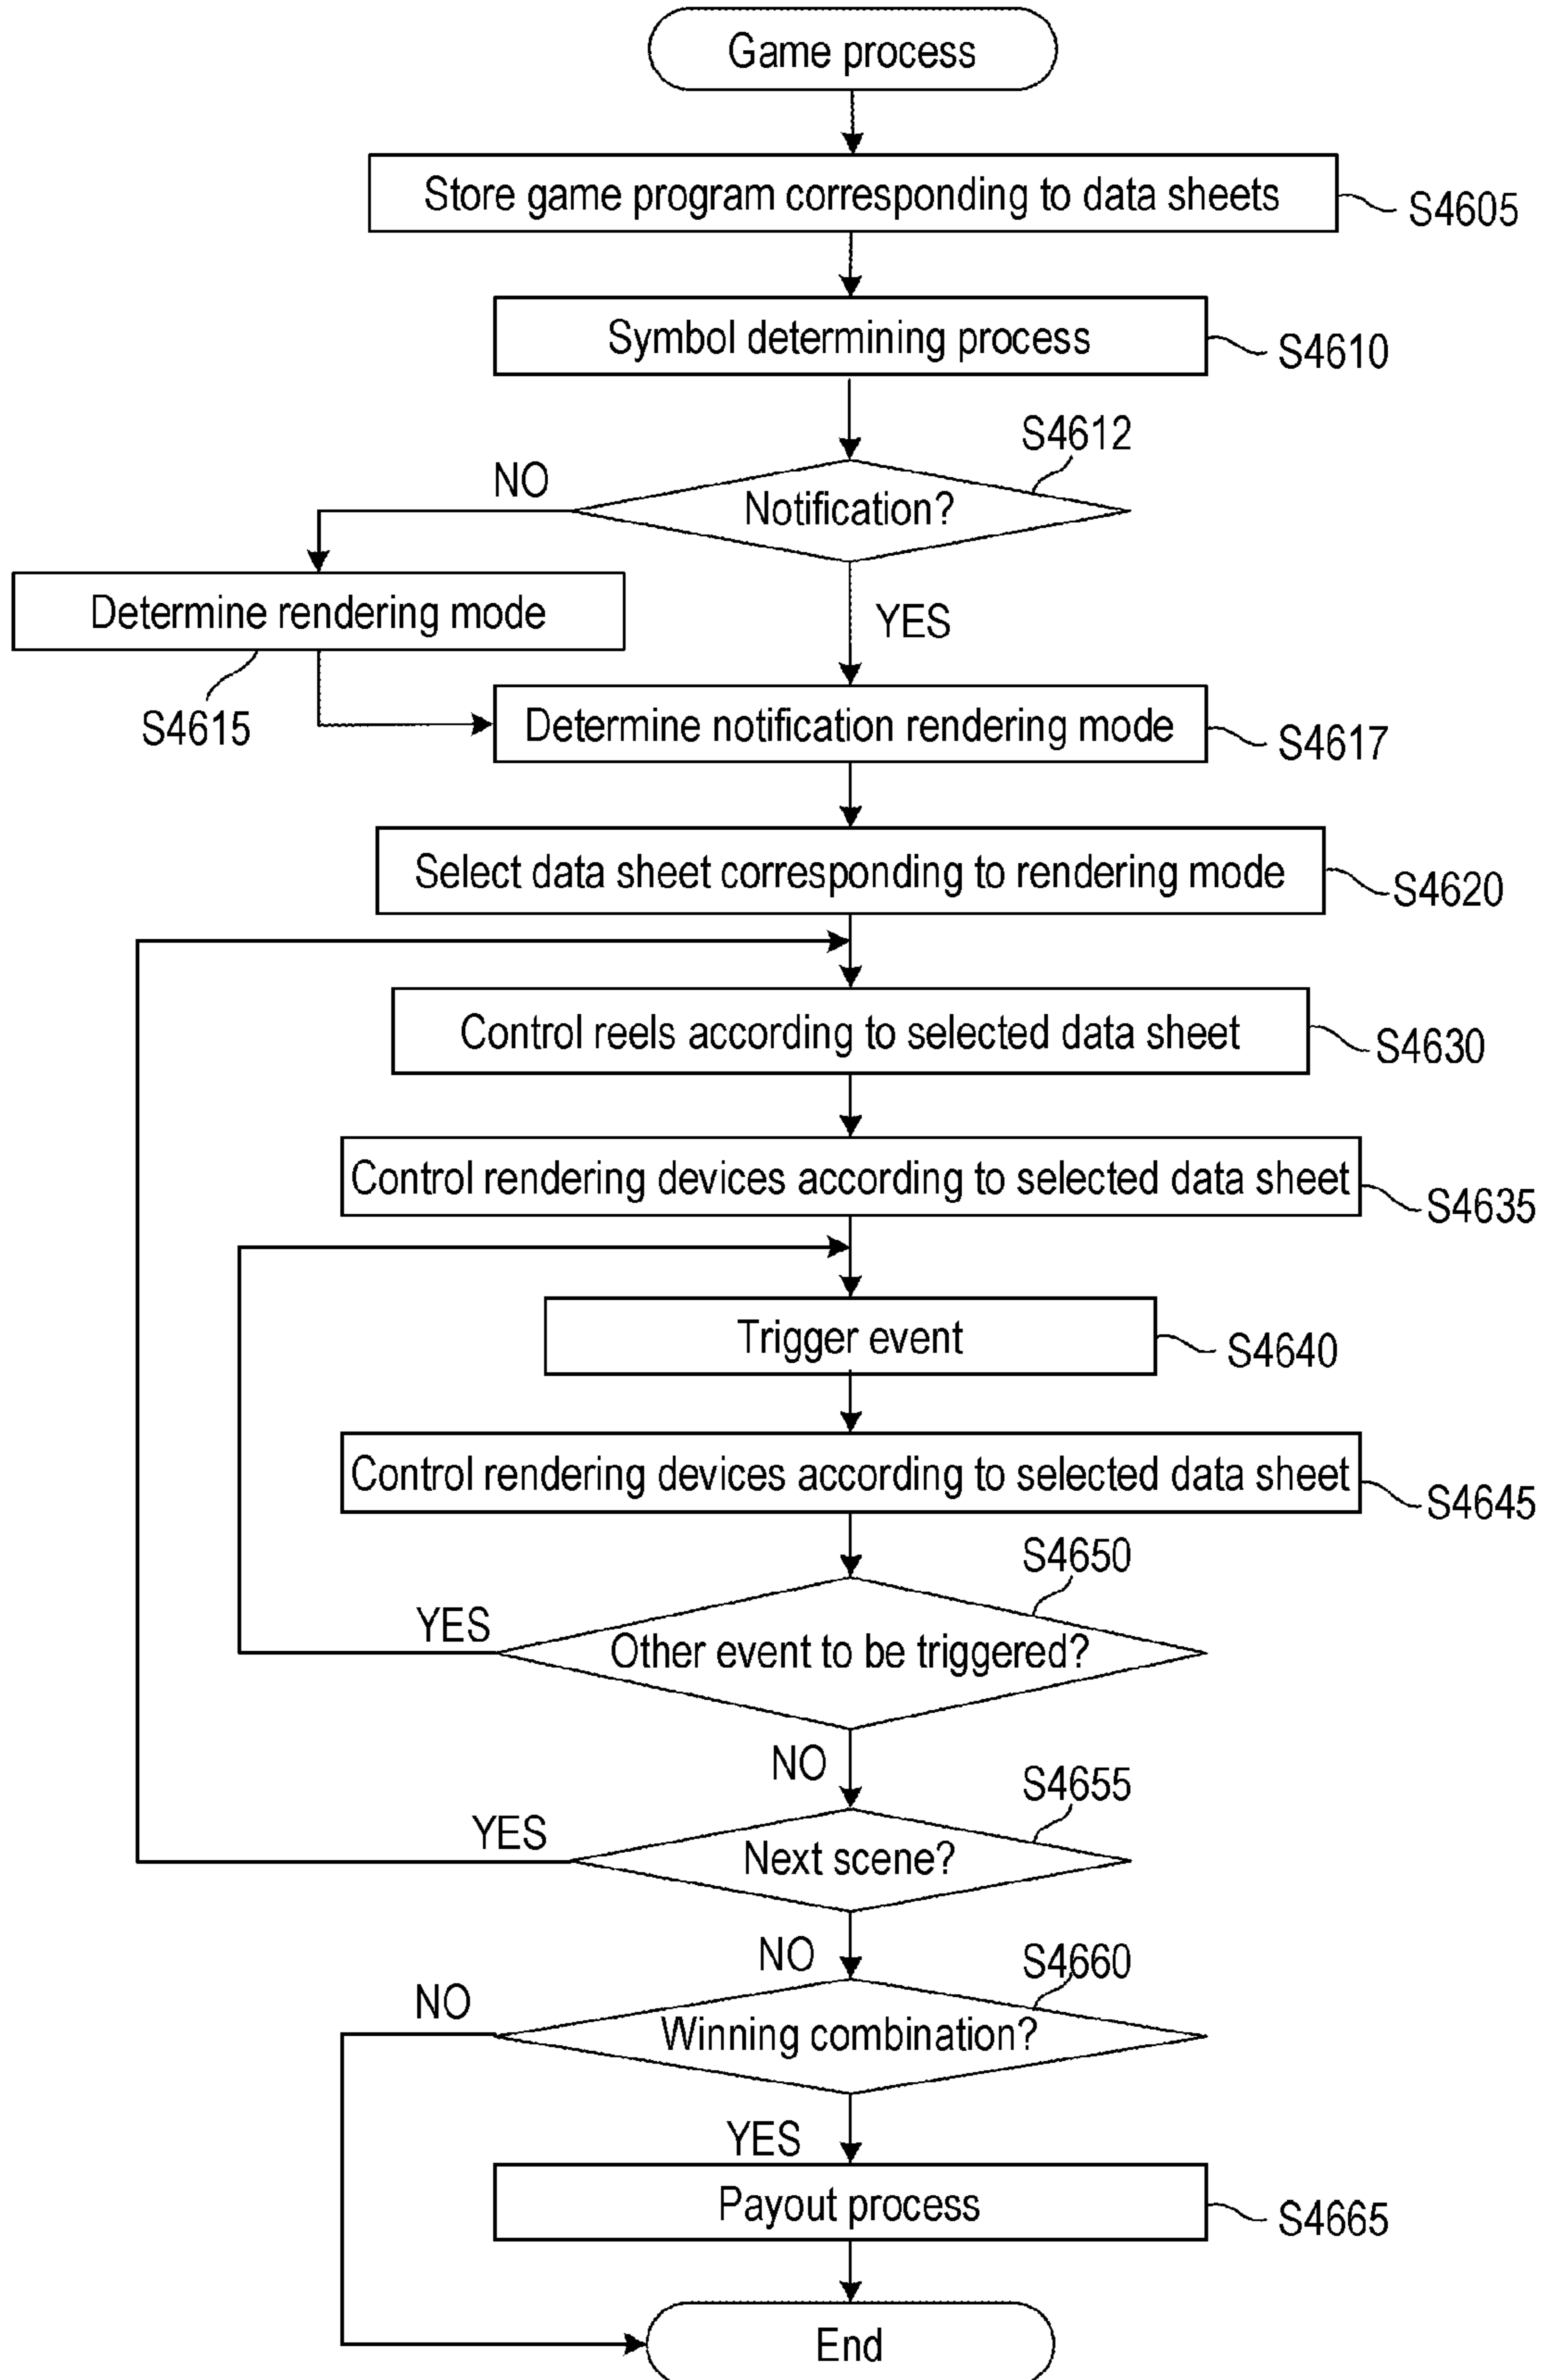 Game process
Store game program corresponding to data sheets
S4605
Symbol determining process
S4610
S4612
NO
Notification?
Determine rendering mode
YES
S4615
Determine notification rendering mode
S4617
Select data sheet corresponding to rendering mode
S4620
Control reels according to selected data sheet
S4630
Control rendering devices according to selected data sheet
S4635
Trigger event
S4640
Control rendering devices according to selected data sheet
S4645
S4650
YES
Other event to be triggered?
NO
S4655
YES
Next scene?
NO
S4660
NO
Winning combination?
YES
Payout process
S4665
End